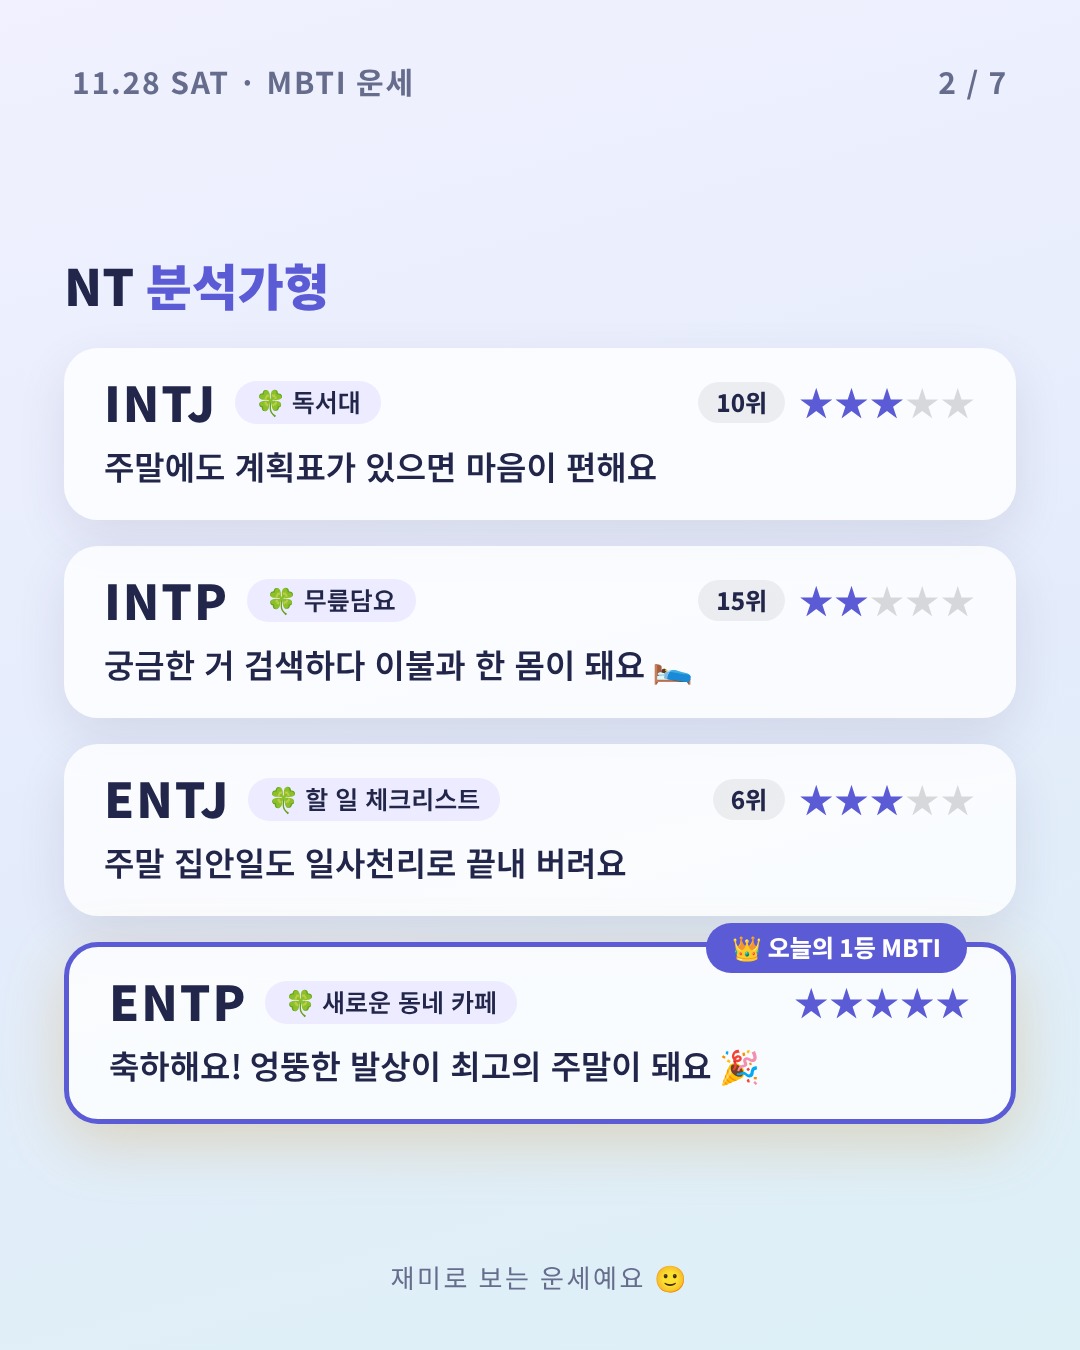 11.28 SAT · MBTI 운세
2 / 7
NT 분석가형
INTJ 🍀 독서대 10위 ★★★★★
주말에도 계획표가 있으면 마음이 편해요
INTP 🍀 무릎담요 15위 ★★★★★
궁금한 거 검색하다 이불과 한 몸이 돼요 🛌
ENTJ 🍀 할 일 체크리스트 6위 ★★★★★
주말 집안일도 일사천리로 끝내 버려요
👑 오늘의 1등 MBTI
ENTP 🍀 새로운 동네 카페 ★★★★★
축하해요! 엉뚱한 발상이 최고의 주말이 돼요 🎉
재미로 보는 운세예요 🙂